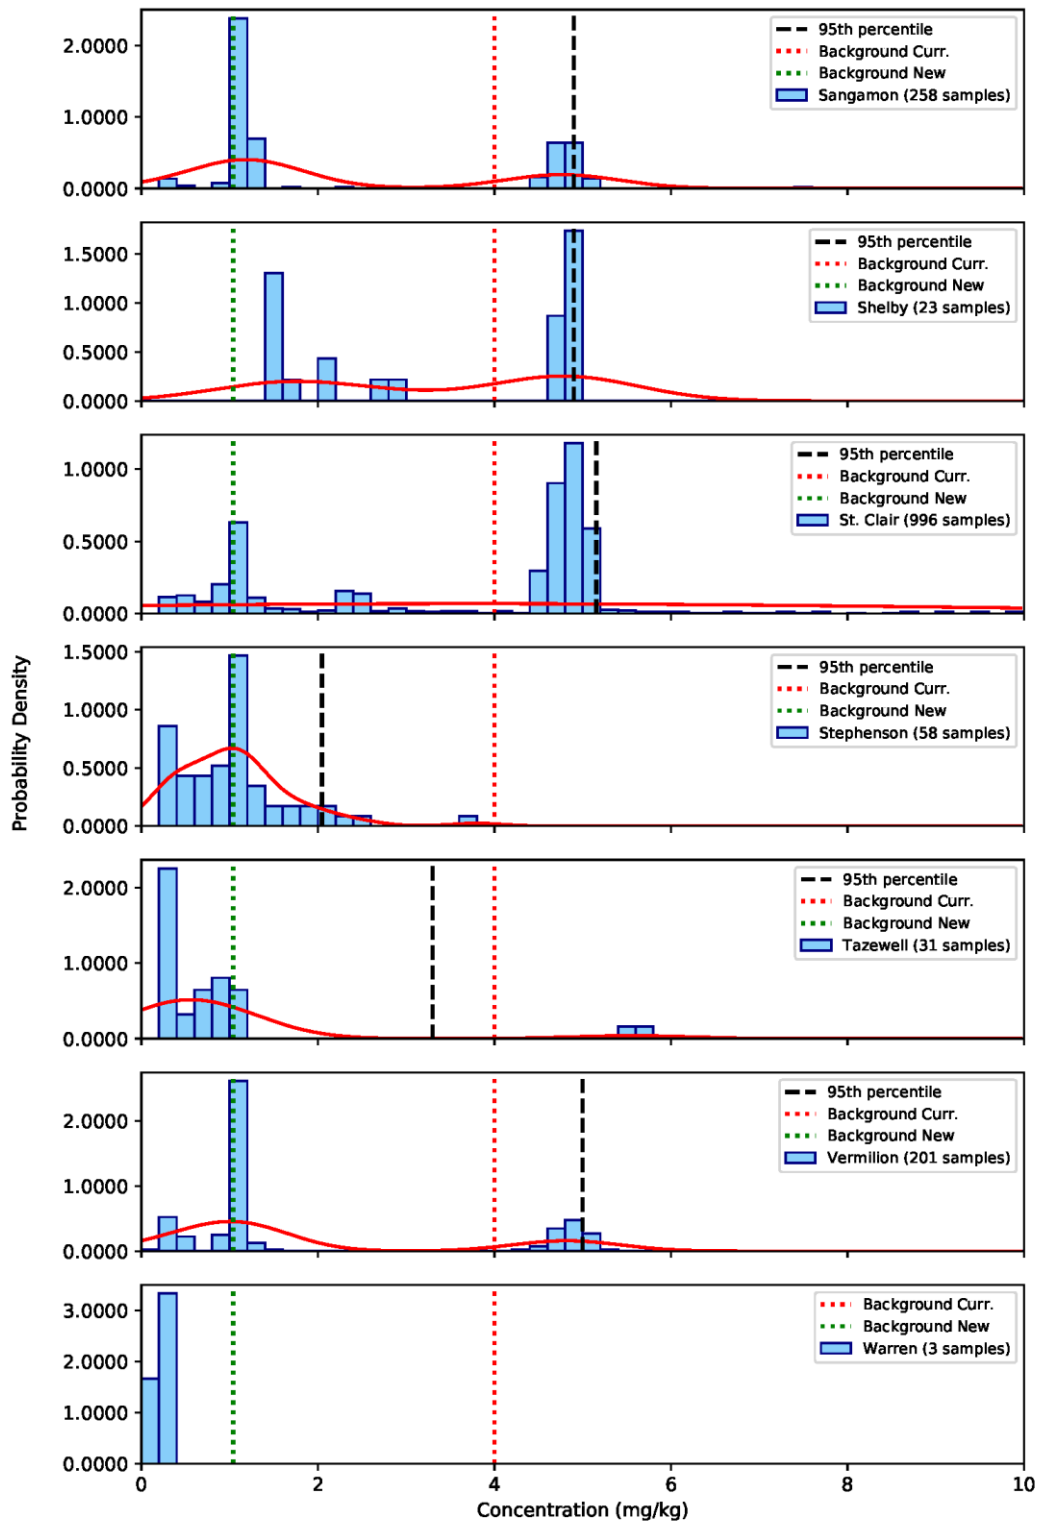 2.0000
1.0000
0.0000
95th percentile
Background Curr.
Background New
Sangamon (258 samples)
1.5000
1.0000
0.5000
0.0000
95th percentile
Background Curr.
Background New
Shelby (23 samples)
1.0000
0.5000
0.0000
95th percentile
Background Curr.
Background New
St. Clair (996 samples)
Probability Density
1.5000
1.0000
0.5000
0.0000
95th percentile
Background Curr.
Background New
Stephenson (58 samples)
2.0000
1.0000
0.0000
95th percentile
Background Curr.
Background New
Tazewell (31 samples)
2.0000
1.0000
0.0000
95th percentile
Background Curr.
Background New
Vermilion (201 samples)
3.0000
2.0000
1.0000
0.0000
Background Curr.
Background New
Warren (3 samples)
0 2 4 6 8 10
Concentration (mg/kg)